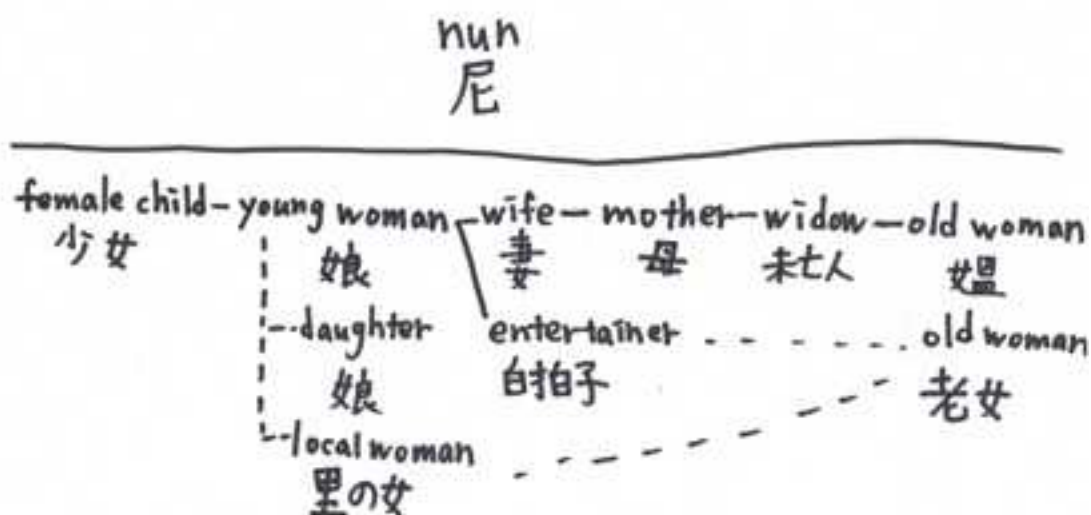 nun
尼
female child - young woman - wife - mother - widow - old woman
少女 娘 妻 母 未亡人 媼
daughter entertainer old woman
娘 白拍子 老女
local woman
里の女